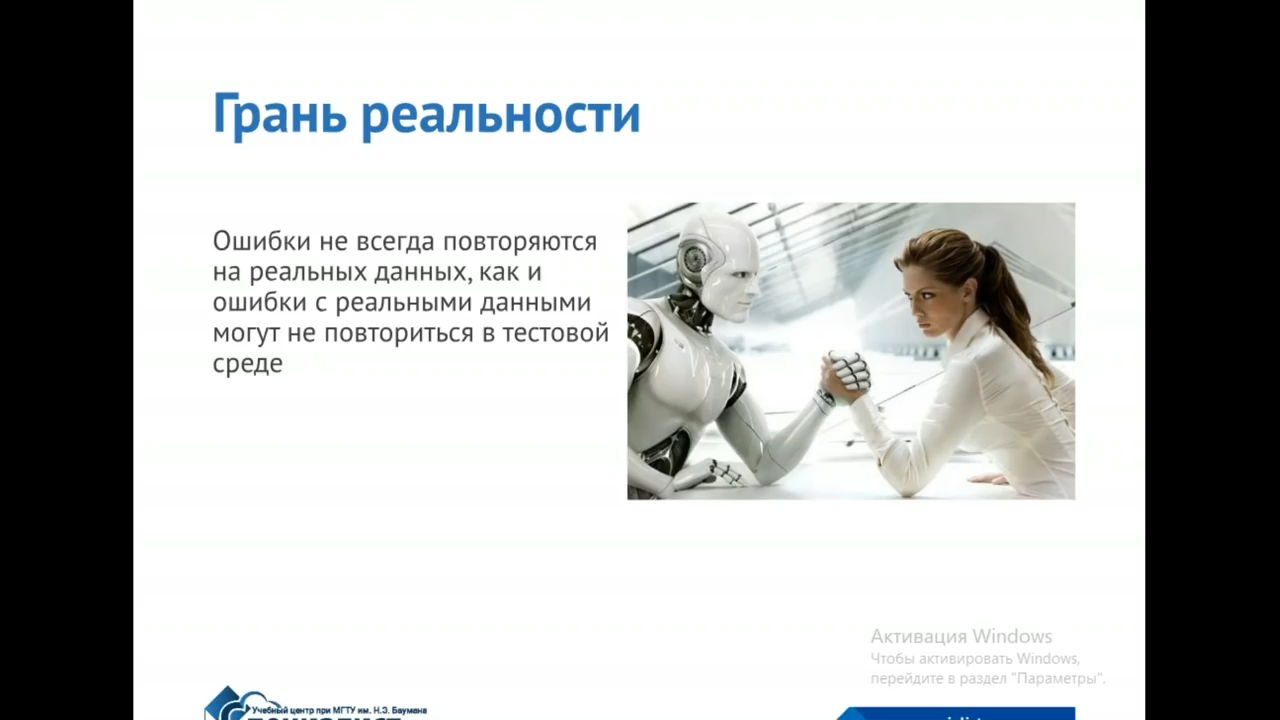 Грань реальности
Ошибки не всегда повторяются
на реальных данных, как и
ошибки с реальными данными
могут не повториться в тестовой
среде
Активация Windows
Чтобы активировать Windows,
перейдите в раздел "Параметры".
Учебный центр при МГТУ им. Н.Э. Баумана